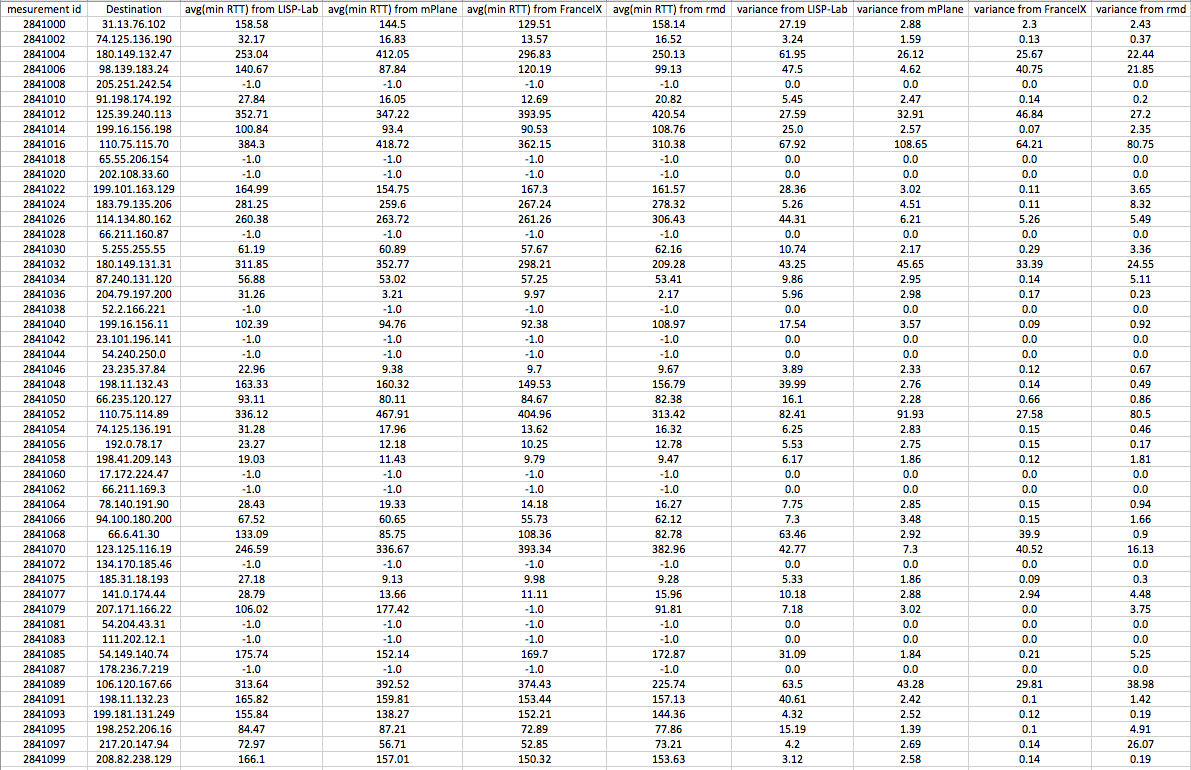 mesurement id Destination avg(min RTT) from LISP-Lab avg(min RTT) from mPlane avg(min RTT) from FranceIX avg(min RTT) from rmd variance from LISP-Lab variance from mPlane variance from FranceIX variance from rmd
2841000 31.13.76.102 158.58 144.5 129.51 158.14 27.19 2.88 2.3 2.43
2841002 74.125.136.190 32.17 16.83 13.57 16.52 3.24 1.59 0.13 0.37
2841004 180.149.132.47 253.04 412.05 296.83 250.13 61.95 26.12 25.67 22.44
2841006 98.139.183.24 140.67 87.84 120.19 99.13 47.5 4.62 40.75 21.85
2841008 205.251.242.54 -1.0 -1.0 -1.0 -1.0 0.0 0.0 0.0 0.0
2841010 91.198.174.192 27.84 16.05 12.69 20.82 5.45 2.47 0.14 0.2
2841012 125.39.240.113 352.71 347.22 393.95 420.54 27.59 32.91 46.84 27.2
2841014 199.16.156.198 100.84 93.4 90.53 108.76 25.0 2.57 0.07 2.35
2841016 110.75.115.70 384.3 418.72 362.15 310.38 67.92 108.65 64.21 80.75
2841018 65.55.206.154 -1.0 -1.0 -1.0 -1.0 0.0 0.0 0.0 0.0
2841020 202.108.33.60 -1.0 -1.0 -1.0 -1.0 0.0 0.0 0.0 0.0
2841022 199.101.163.129 164.99 154.75 167.3 161.57 28.36 3.02 0.11 3.65
2841024 183.79.135.206 281.25 259.6 267.24 278.32 5.26 4.51 0.11 8.32
2841026 114.134.80.162 260.38 263.72 261.26 306.43 44.31 6.21 5.26 5.49
2841028 66.211.160.87 -1.0 -1.0 -1.0 -1.0 0.0 0.0 0.0 0.0
2841030 5.255.255.55 61.19 60.89 57.67 62.16 10.74 2.17 0.29 3.36
2841032 180.149.131.31 311.85 352.77 298.21 209.28 43.25 45.65 33.39 24.55
2841034 87.240.131.120 56.88 53.02 57.25 53.41 9.86 2.95 0.14 5.11
2841036 204.79.197.200 31.26 3.21 9.97 2.17 5.96 2.98 0.17 0.23
2841038 52.2.166.221 -1.0 -1.0 -1.0 -1.0 0.0 0.0 0.0 0.0
2841040 199.16.156.11 102.39 94.76 92.38 108.97 17.54 3.57 0.09 0.92
2841042 23.101.196.141 -1.0 -1.0 -1.0 -1.0 0.0 0.0 0.0 0.0
2841044 54.240.250.0 -1.0 -1.0 -1.0 -1.0 0.0 0.0 0.0 0.0
2841046 23.235.37.84 22.96 9.38 9.7 9.67 3.89 2.33 0.12 0.67
2841048 198.11.132.43 163.33 160.32 149.53 156.79 39.99 2.76 0.14 0.49
2841050 66.235.120.127 93.11 80.11 84.67 82.38 16.1 2.28 0.66 0.86
2841052 110.75.114.89 336.12 467.91 404.96 313.42 82.41 91.93 27.58 80.5
2841054 74.125.136.191 31.28 17.96 13.62 16.32 6.25 2.83 0.15 0.46
2841056 192.0.78.17 23.27 12.18 10.25 12.78 5.53 2.75 0.15 0.17
2841058 198.41.209.143 19.03 11.43 9.79 9.47 6.17 1.86 0.12 1.81
2841060 17.172.224.47 -1.0 -1.0 -1.0 -1.0 0.0 0.0 0.0 0.0
2841062 66.211.169.3 -1.0 -1.0 -1.0 -1.0 0.0 0.0 0.0 0.0
2841064 78.140.191.90 28.43 19.33 14.18 16.27 7.75 2.85 0.15 0.94
2841066 94.100.180.200 67.52 60.65 55.73 62.12 7.3 3.48 0.15 1.66
2841068 66.6.41.30 133.09 85.75 108.36 82.78 63.46 2.92 39.9 0.9
2841070 123.125.116.19 246.59 336.67 393.34 382.96 42.77 7.3 40.52 16.13
2841072 134.170.185.46 -1.0 -1.0 -1.0 -1.0 0.0 0.0 0.0 0.0
2841075 185.31.18.193 27.18 9.13 9.98 9.28 5.33 1.86 0.09 0.3
2841077 141.0.174.44 28.79 13.66 11.11 15.96 10.18 2.88 2.94 4.48
2841079 207.171.166.22 106.02 177.42 -1.0 91.81 7.18 3.02 0.0 3.75
2841081 54.204.43.31 -1.0 -1.0 -1.0 -1.0 0.0 0.0 0.0 0.0
2841083 111.202.12.1 -1.0 -1.0 -1.0 -1.0 0.0 0.0 0.0 0.0
2841085 54.149.140.74 175.74 152.14 169.7 172.87 31.09 1.84 0.21 5.25
2841087 178.236.7.219 -1.0 -1.0 -1.0 -1.0 0.0 0.0 0.0 0.0
2841089 106.120.167.66 313.64 392.52 374.43 225.74 63.5 43.28 29.81 38.98
2841091 198.11.132.23 165.82 159.81 153.44 157.13 40.61 2.42 0.1 1.42
2841093 199.181.131.249 155.84 138.27 152.21 144.36 4.32 2.52 0.12 0.19
2841095 198.252.206.16 84.47 87.21 72.89 77.86 15.19 1.39 0.1 4.91
2841097 217.20.147.94 72.97 56.71 52.85 73.21 4.2 2.69 0.14 26.07
2841099 208.82.238.129 166.1 157.01 150.32 153.63 3.12 2.58 0.14 0.19